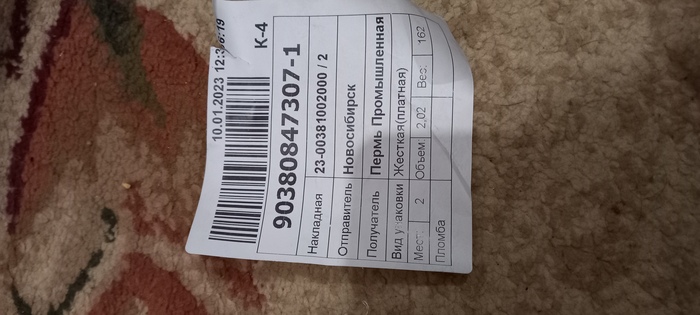 10.01.2023 12:38:19
К-4
90380847307-1
Накладная 23-00381002000 / 2
Отправитель Новосибирск
Получатель Пермь Промышленная
Вид упаковки Жесткая(платная)
Мест: 2 Объем 2,02 Вес: 162
Пломба